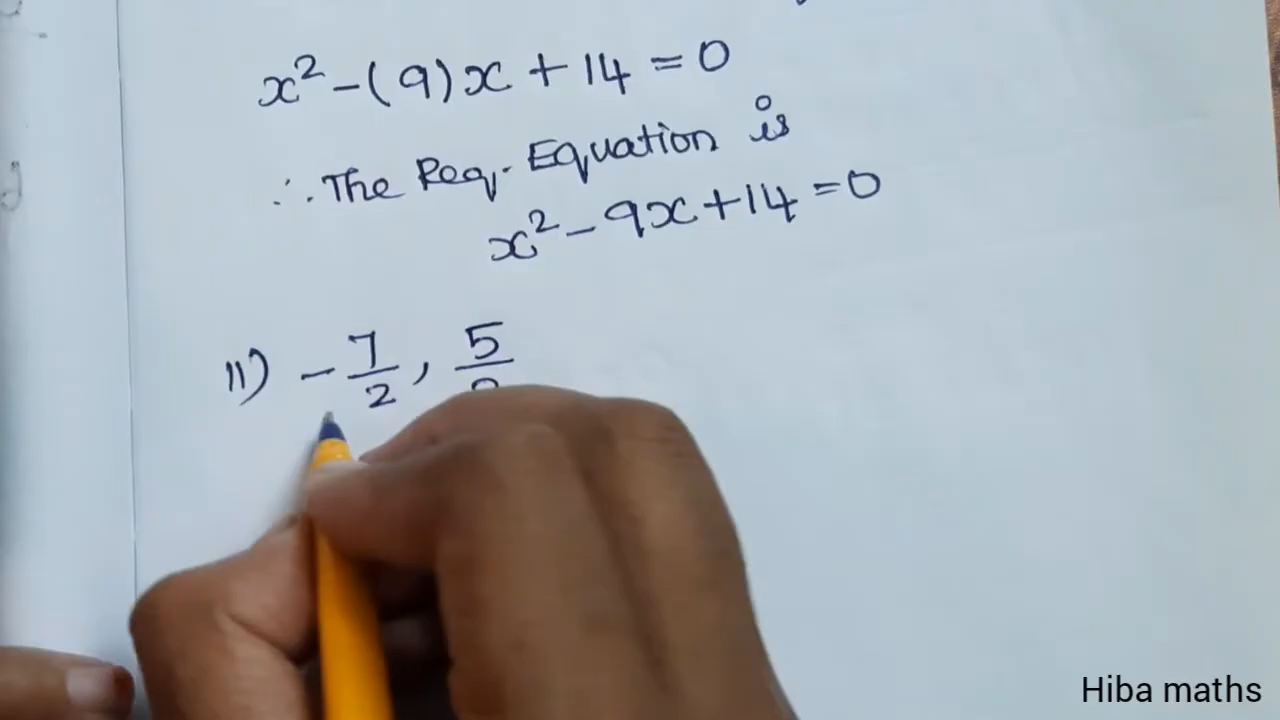 x² - (9)x + 14 = 0
∴ The Req. Equation is
x² - 9x + 14 = 0
11) - 7/2 , 5/
Hiba maths